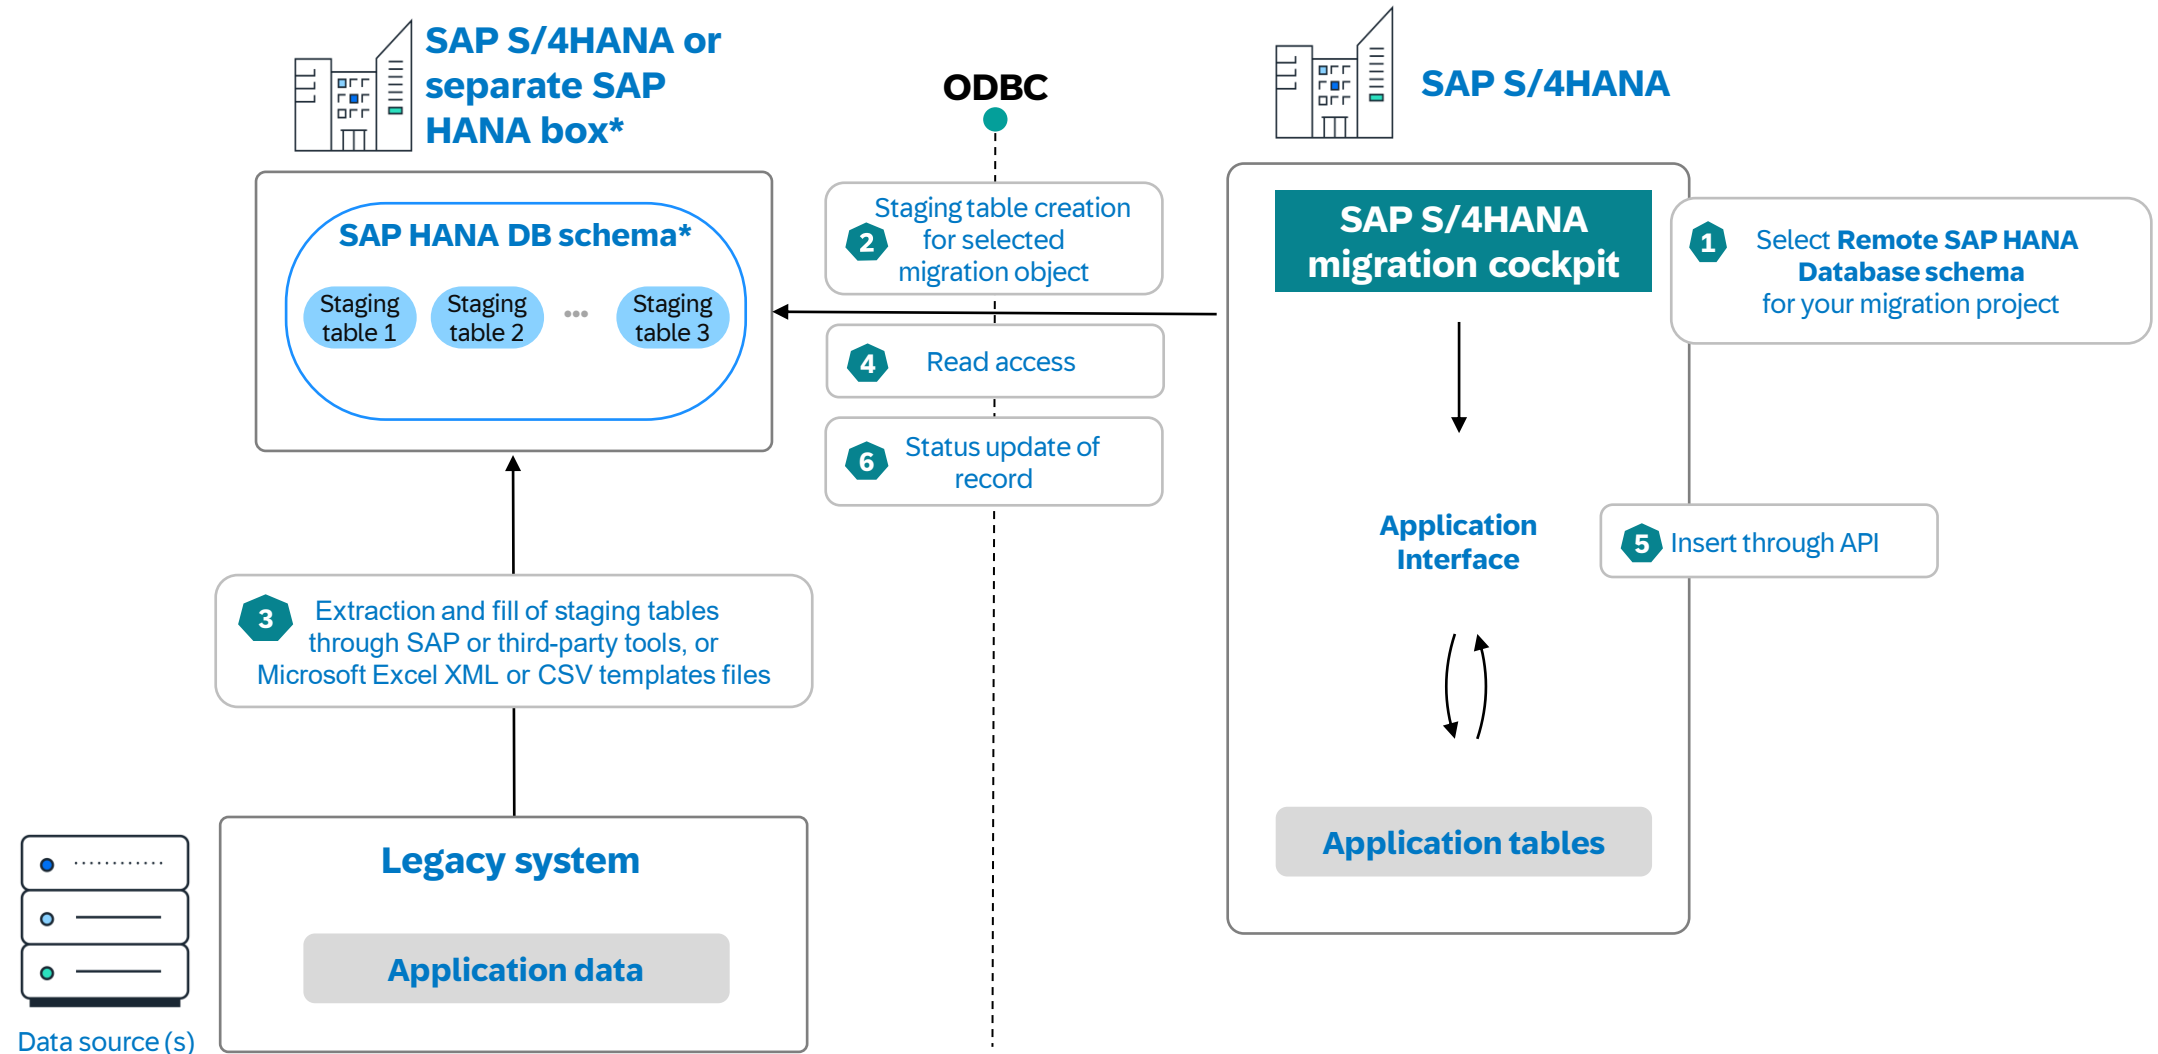 SAP S/4HANA or
separate SAP
HANA box*
ODBC
SAP S/4HANA
SAP HANA DB schema*
Staging
table 1
Staging
table 2
...
Staging
table 3
2
Staging table creation
for selected
migration object
SAP S/4HANA
migration cockpit
1
Select Remote SAP HANA
Database schema
for your migration project
4
Read access
6
Status update of
record
Application
Interface
5
Insert through API
3
Extraction and fill of staging tables
through SAP or third-party tools, or
Microsoft Excel XML or CSV templates files
Legacy system
Application data
Application tables
Data source (s)